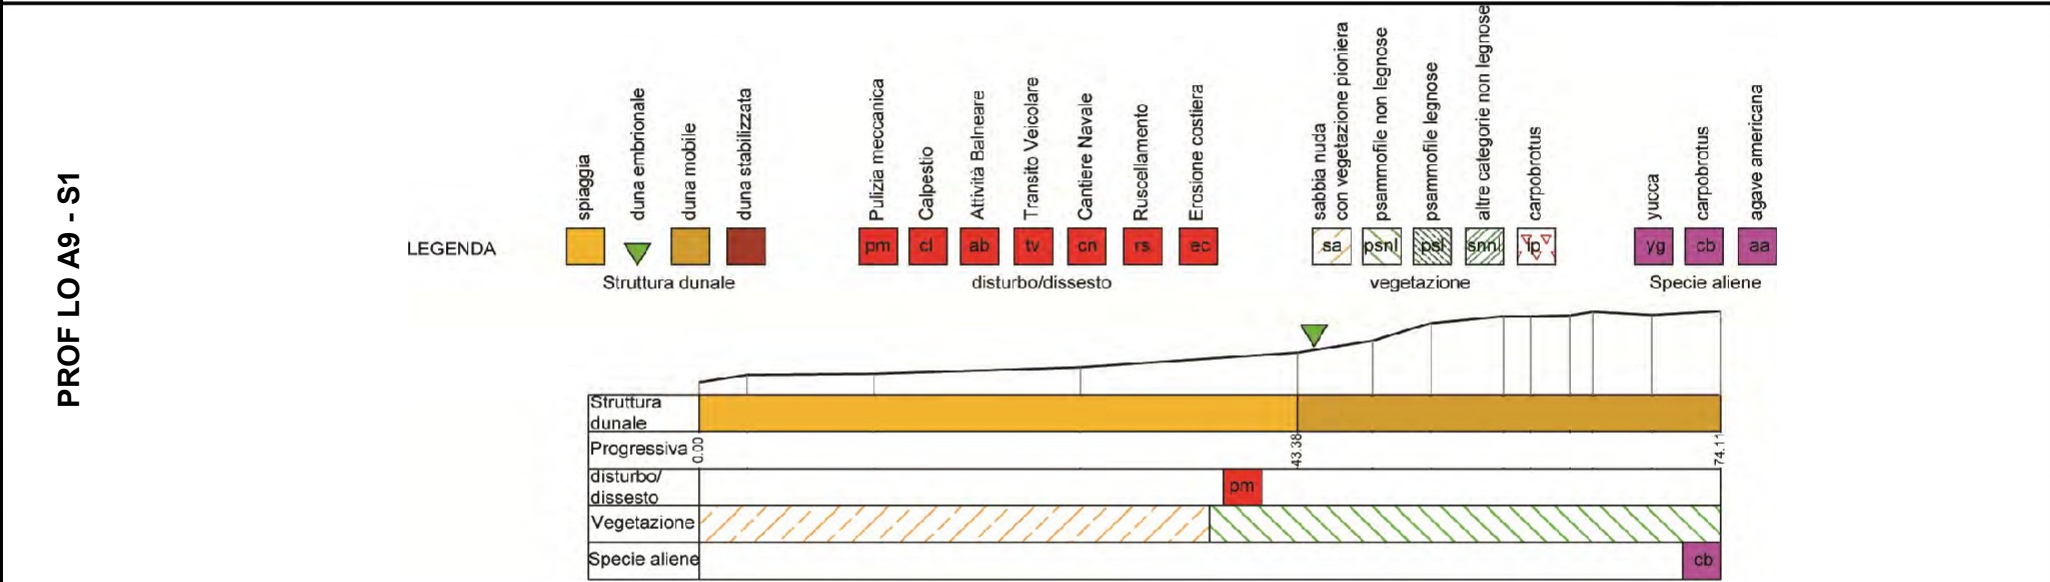 PROF LO A9 - S1
LEGENDA
spiaggia
duna embrionale
duna mobile
duna stabilizzata
Struttura dunale
Pulizia meccanica
Calpestio
Attività Balneare
Transito Veicolare
Cantiere Navale
Ruscellamento
Erosione costiera
pm
cl
ab
tv
cn
rs
ec
disturbo/dissesto
sabbia nuda
con vegetazione pioniera
psammofile non legnose
psammofile legnose
altre categorie non legnose
carpobrotus
sa
psnl
psl
snnl
ip
vegetazione
yucca
carpobrotus
agave americana
yg
cb
aa
Specie aliene
Struttura
dunale
Progressiva
0.00
43.38
74.11
disturbo/
dissesto
pm
Vegetazione
Specie aliene
cb